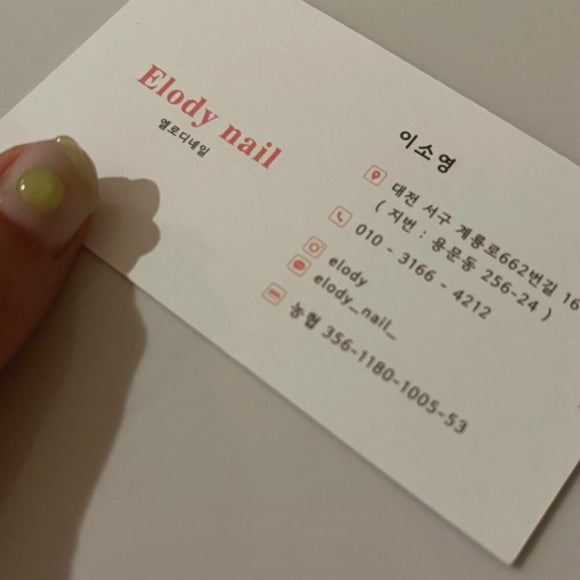 Elody nail
엘로디네일
이소영
대전 서구 계룡로662번길 16
( 지번 : 용문동 256-24 )
010 - 3166 - 4212
elody
elody_nail_
농협 356-1180-1005-53